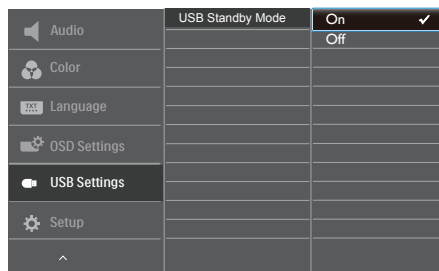 Audio
Color
TXT
Language
OSD Settings
USB Settings
Setup
USB Standby Mode
On
Off